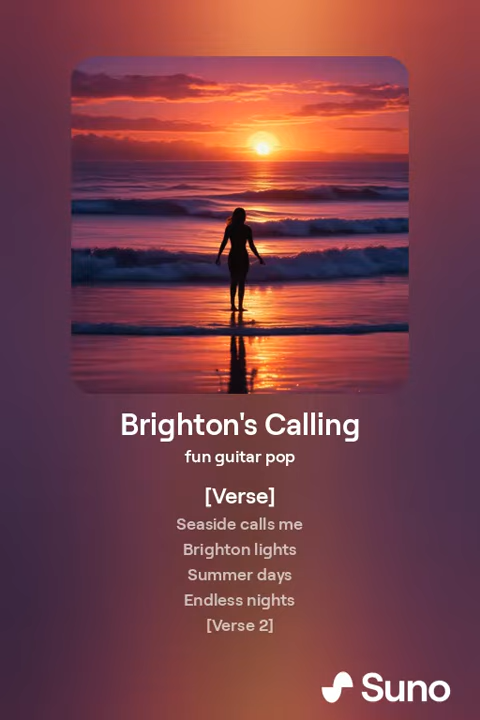 Brighton's Calling
fun guitar pop
[Verse]
Seaside calls me
Brighton lights
Summer days
Endless nights
[Verse 2]
Suno